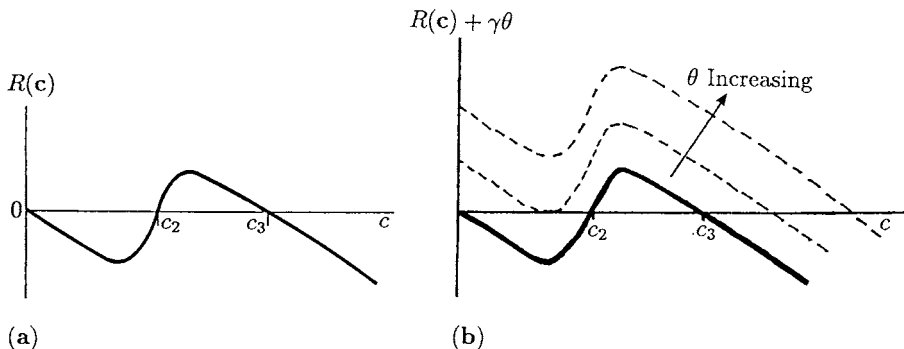 R(c)
0
c₂
c₃
c
(a)
R(c) + γθ
θ Increasing
c₂
c₃
c
(b)